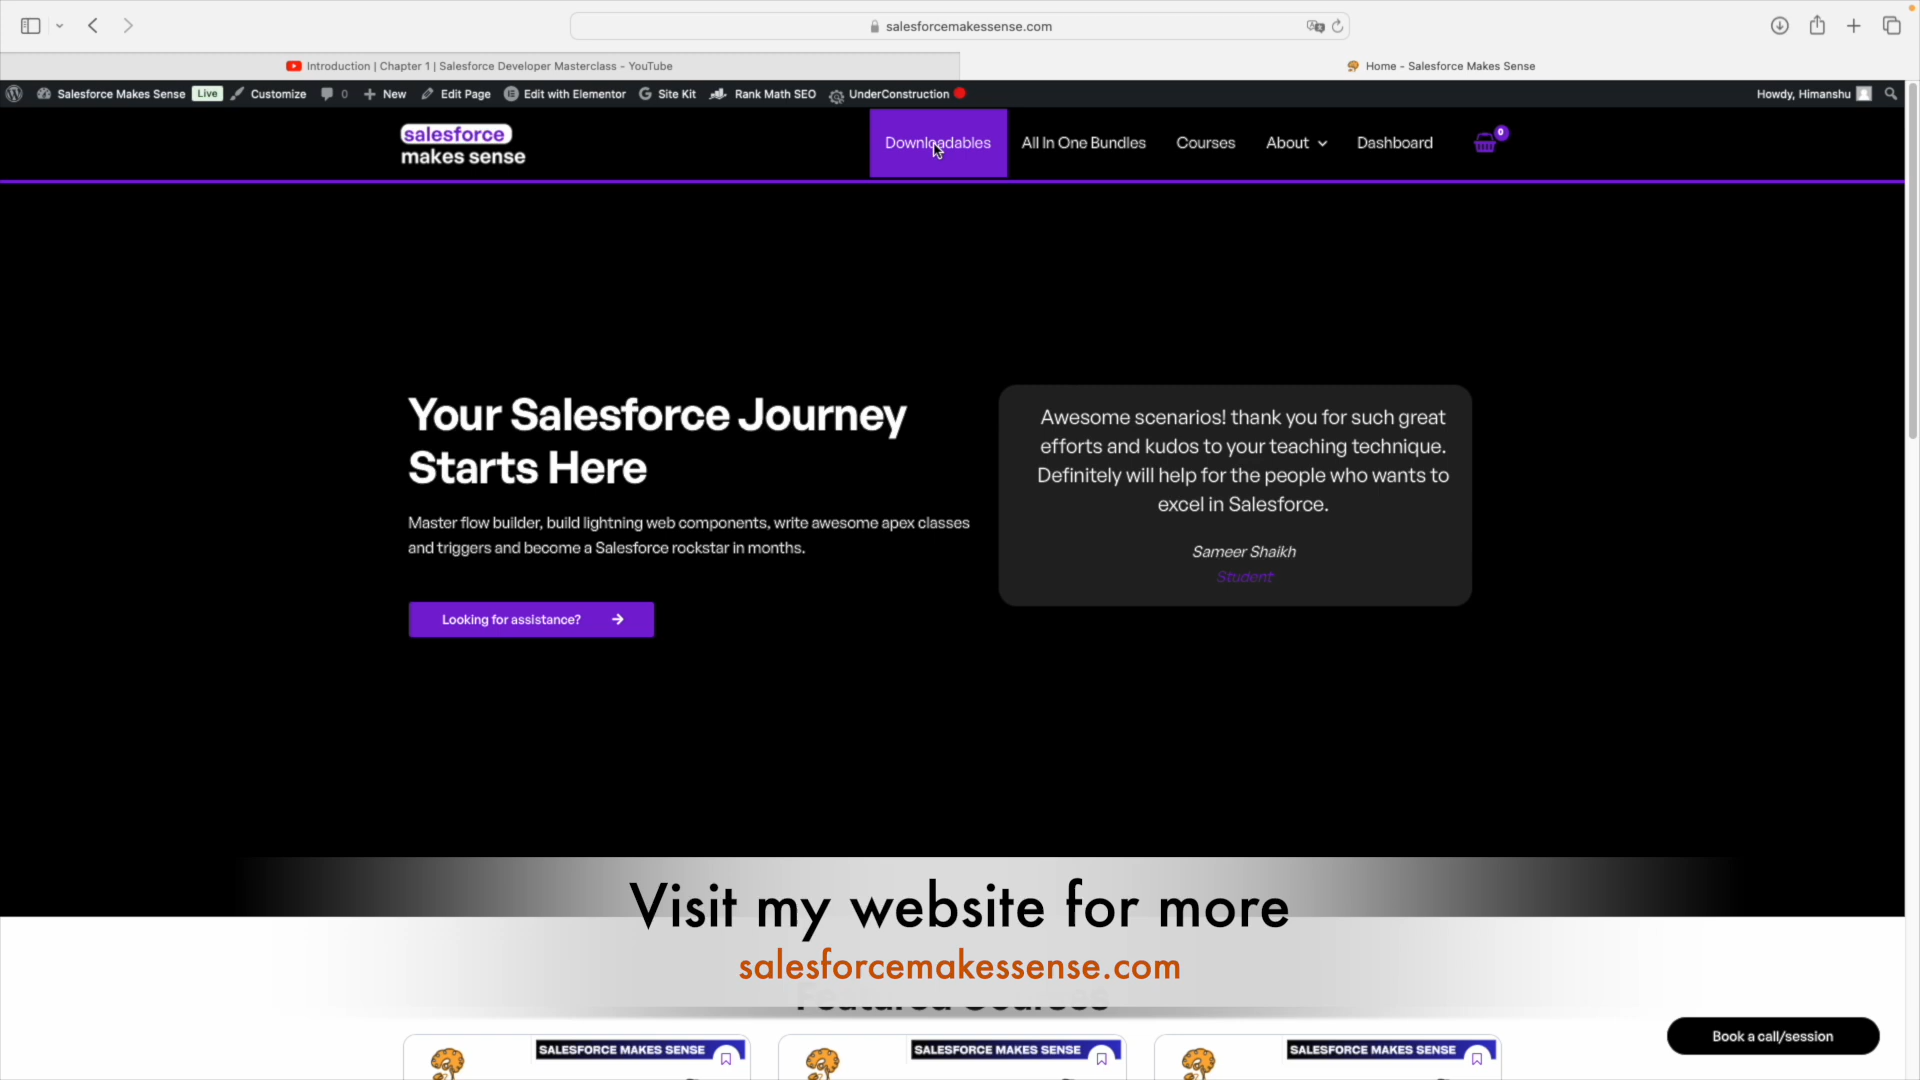 salesforcemakessense.com
Introduction | Chapter 1 | Salesforce Developer Masterclass - YouTube
Home - Salesforce Makes Sense
Salesforce Makes Sense Live Customize 0 New Edit Page Edit with Elementor Site Kit Rank Math SEO UnderConstruction Howdy, Himanshu
salesforce
makes sense
Downloadables All In One Bundles Courses About Dashboard 0
Your Salesforce Journey
Starts Here
Master flow builder, build lightning web components, write awesome apex classes
and triggers and become a Salesforce rockstar in months.
Looking for assistance?
Awesome scenarios! thank you for such great
efforts and kudos to your teaching technique.
Definitely will help for the people who wants to
excel in Salesforce.
Sameer Shaikh
Student
Visit my website for more
salesforcemakessense.com
Featured Courses
SALESFORCE MAKES SENSE
SALESFORCE MAKES SENSE
SALESFORCE MAKES SENSE
Book a call/session